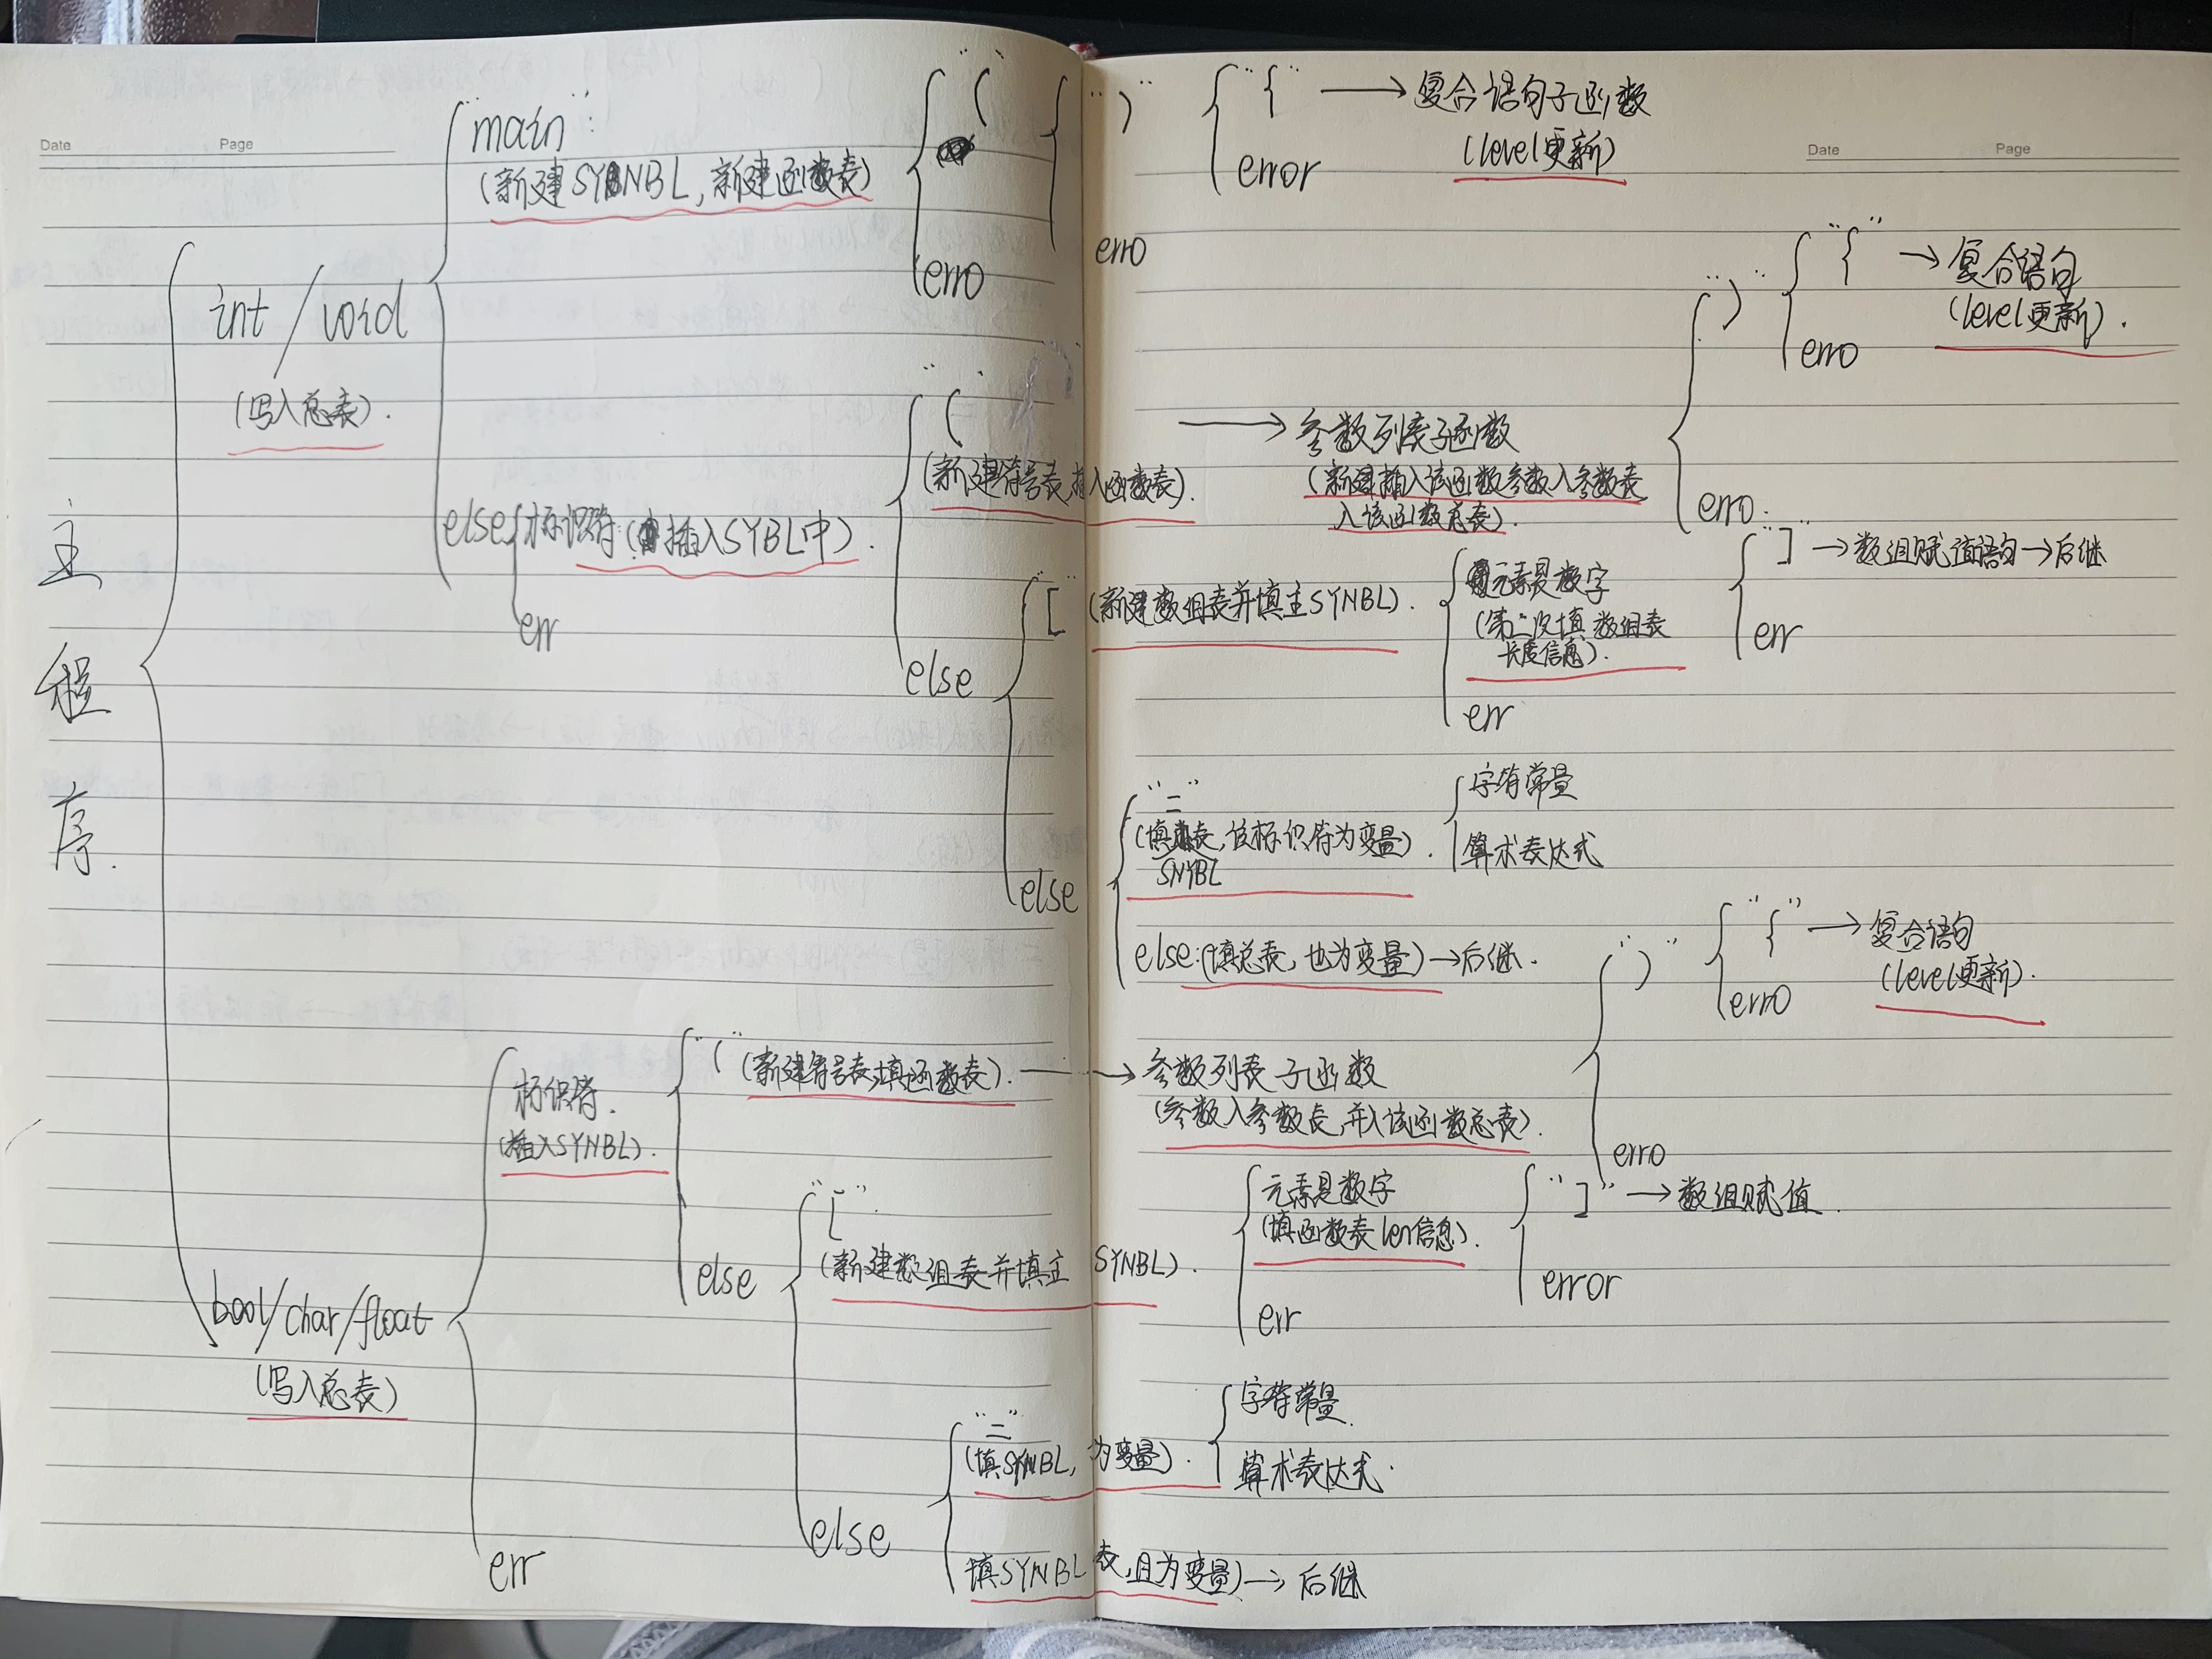 Date Page
Date Page
主程序.
int / void
(写入总表).
"main":
(新建SYNBL, 新建函数表)
"("
erro
")"
erro
"{" → 复合语句子函数
(level更新)
error
else 标识符 (插入SYBL中).
err
"("
(新建符号表,插入函数表).
→ 参数列表子函数
(新建插入该函数参数入参数表
入该函数总表).
")"
"{" → 复合语句
(level更新).
erro
erro.
else
"["
(新建数组表并填主SYNBL).
元素是数字
(第二次填数组表
长度信息).
"]" → 数组赋值语句 → 后继
err
err
else
"="
(填表, 该标识符为变量).
SNYBL
字符常量
算术表达式
else:(填总表, 也为变量) → 后继.
bool/char/float
(写入总表)
标识符.
(插入SYNBL).
"("
(新建符号表,填函数表). → 参数列表子函数
(参数入参数表,并入该函数总表).
")"
"{" → 复合语句
(level更新).
erro
erro
else
"["
(新建数组表并填主SYNBL).
元素是数字
(填函数表len信息).
"]" → 数组赋值.
error
err
else
"="
(填SYNBL, 为变量).
字符常量.
算术表达式.
填SYNBL表,且为变量) → 后继
err